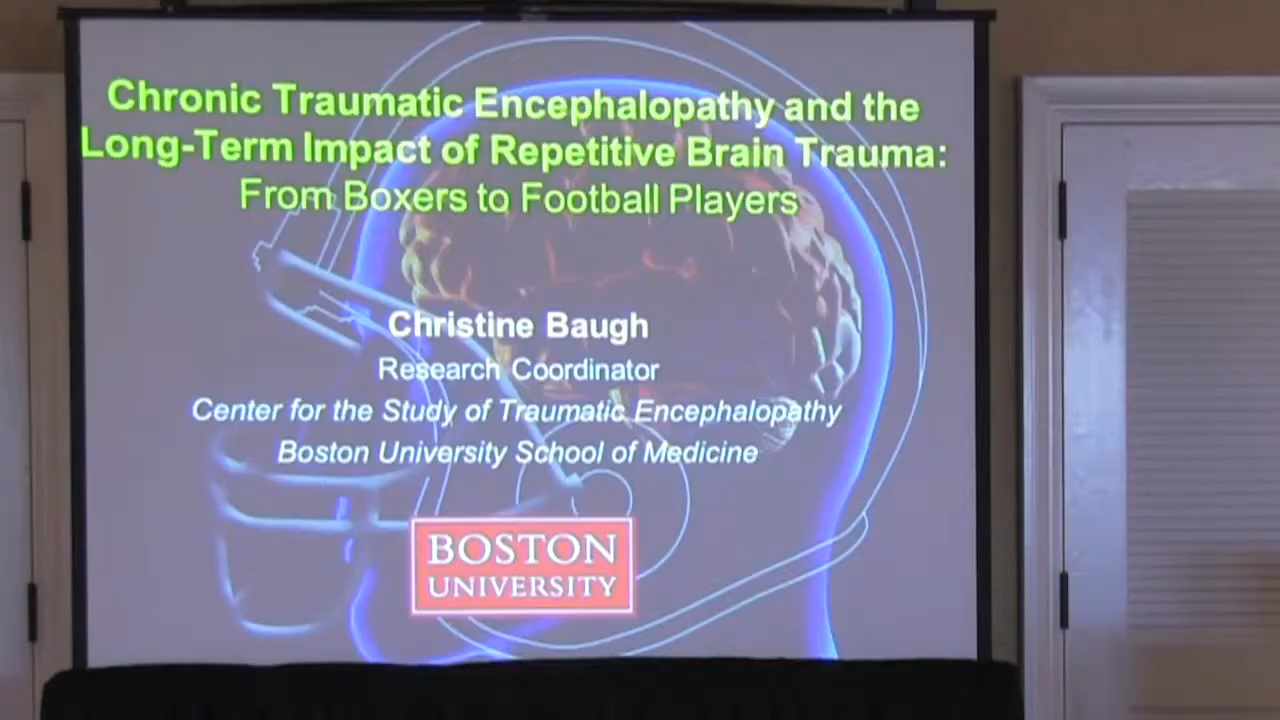 Chronic Traumatic Encephalopathy and the
Long-Term Impact of Repetitive Brain Trauma:
From Boxers to Football Players
Christine Baugh
Research Coordinator
Center for the Study of Traumatic Encephalopathy
Boston University School of Medicine
BOSTON
UNIVERSITY